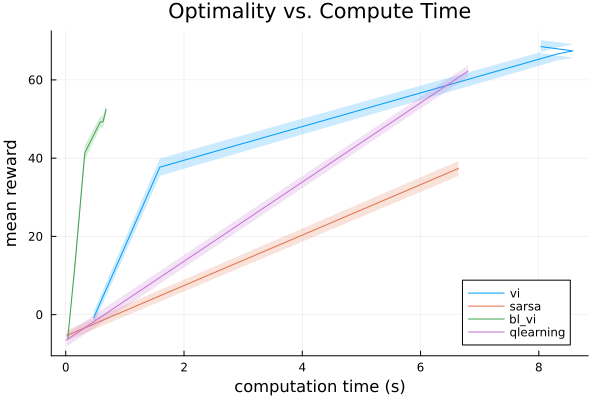 Optimality vs. Compute Time
mean reward
60
40
20
0
0 2 4 6 8
computation time (s)
vi
sarsa
bl_vi
qlearning